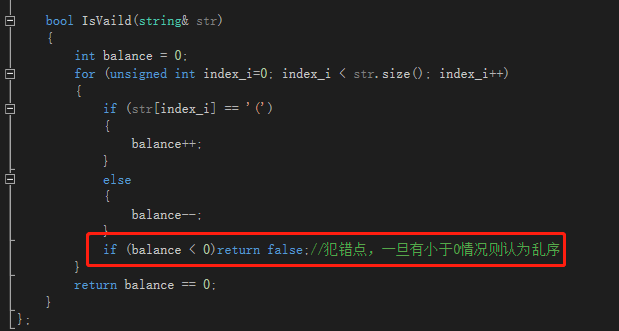 bool IsVaild(string& str)
{
int balance = 0;
for (unsigned int index_i=0; index_i < str.size(); index_i++)
{
if (str[index_i] == '(')
{
balance++;
}
else
{
balance--;
}
if (balance < 0)return false;//犯错点，一旦有小于0情况则认为乱序
}
return balance == 0;
}
};